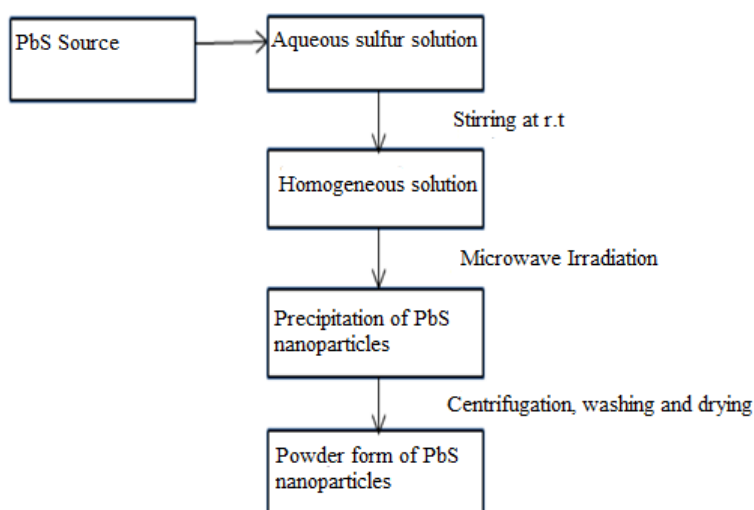 PbS Source
Aqueous sulfur solution
Stirring at r.t
Homogeneous solution
Microwave Irradiation
Precipitation of PbS
nanoparticles
Centrifugation, washing and drying
Powder form of PbS
nanoparticles